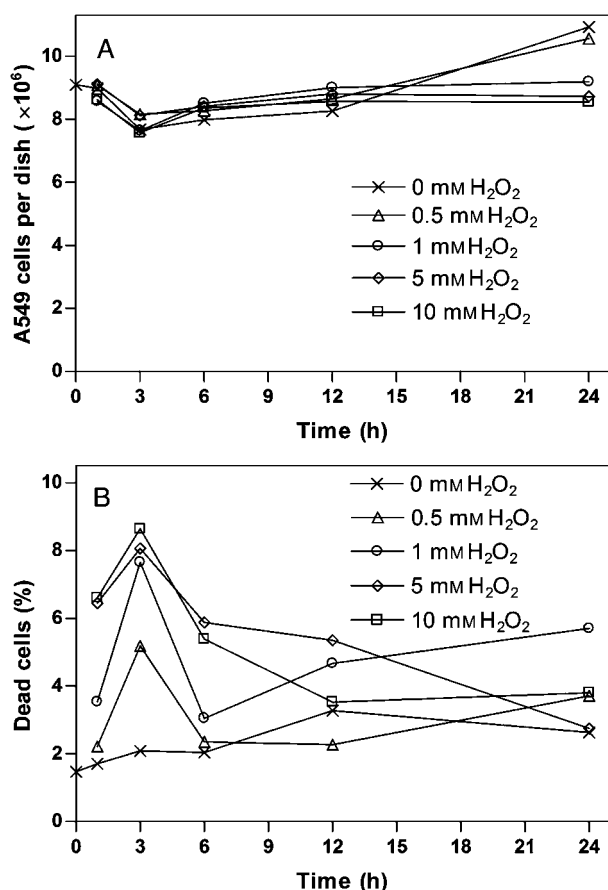 A
A549 cells per dish (×10⁶)
10
8
6
4
2
0
0 mM H₂O₂
0.5 mM H₂O₂
1 mM H₂O₂
5 mM H₂O₂
10 mM H₂O₂
0 3 6 9 12 15 18 21 24
Time (h)
B
Dead cells (%)
10
8
6
4
2
0
0 mM H₂O₂
0.5 mM H₂O₂
1 mM H₂O₂
5 mM H₂O₂
10 mM H₂O₂
0 3 6 9 12 15 18 21 24
Time (h)